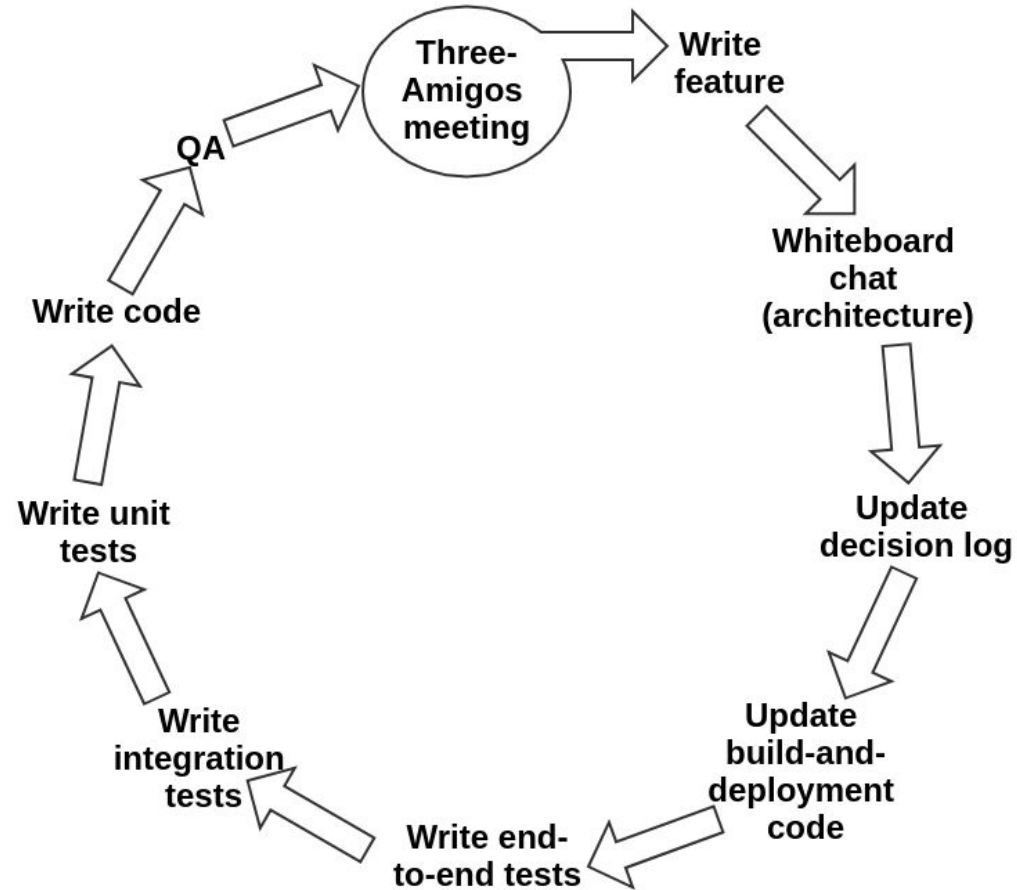 Three-
Amigos
meeting
Write
feature
Whiteboard
chat
(architecture)
Update
decision log
Update
build-and-
deployment
code
Write end-
to-end tests
Write
integration
tests
Write unit
tests
Write code
QA